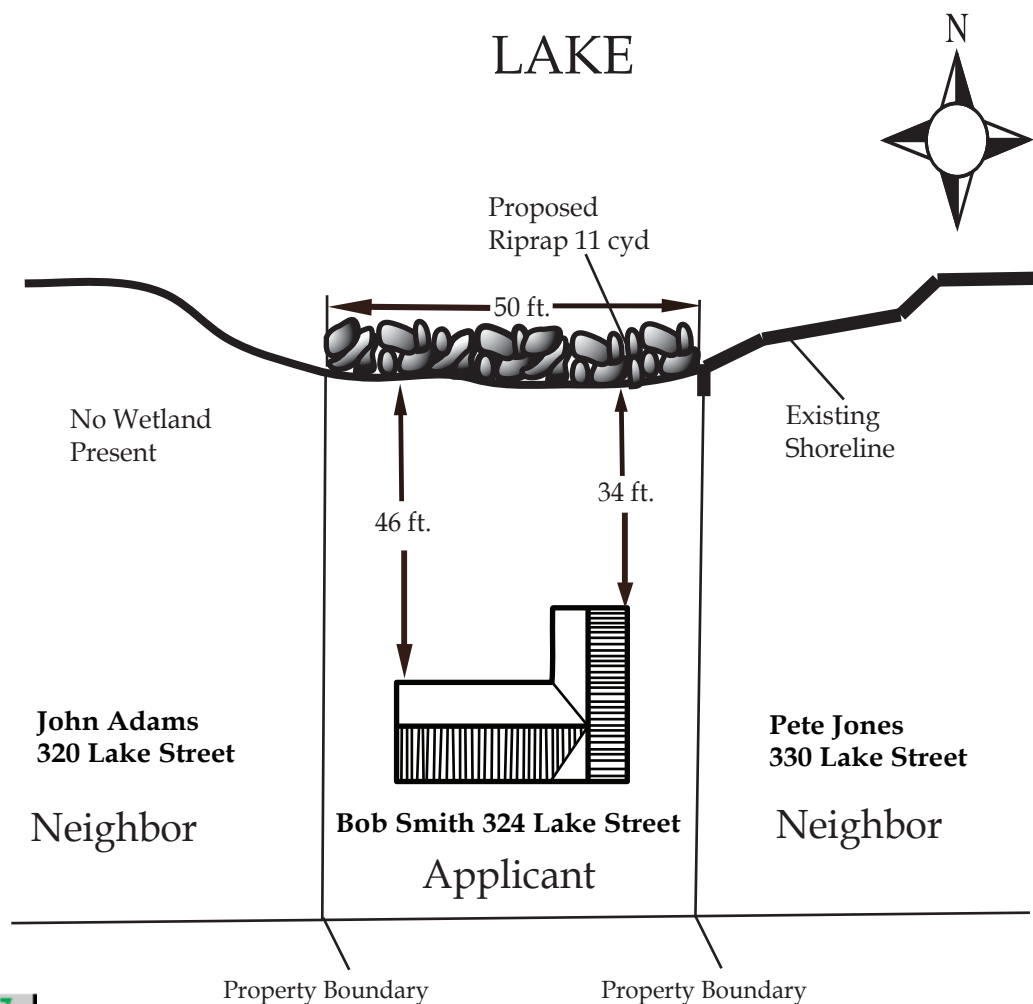 LAKE
N
Proposed
Riprap 11 cyd
50 ft.
No Wetland
Present
Existing
Shoreline
46 ft.
34 ft.
John Adams
320 Lake Street
Pete Jones
330 Lake Street
Neighbor
Bob Smith 324 Lake Street
Neighbor
Applicant
Property Boundary
Property Boundary